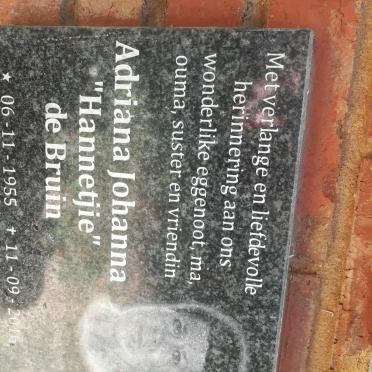 Met verlange en liefdevolle
herinnering aan ons
wonderlike eggenoot, ma,
ouma, suster en vriendin
Adriana Johanna
"Hannetjie"
de Bruin
★ 06-11-1955 ✝ 11-09-